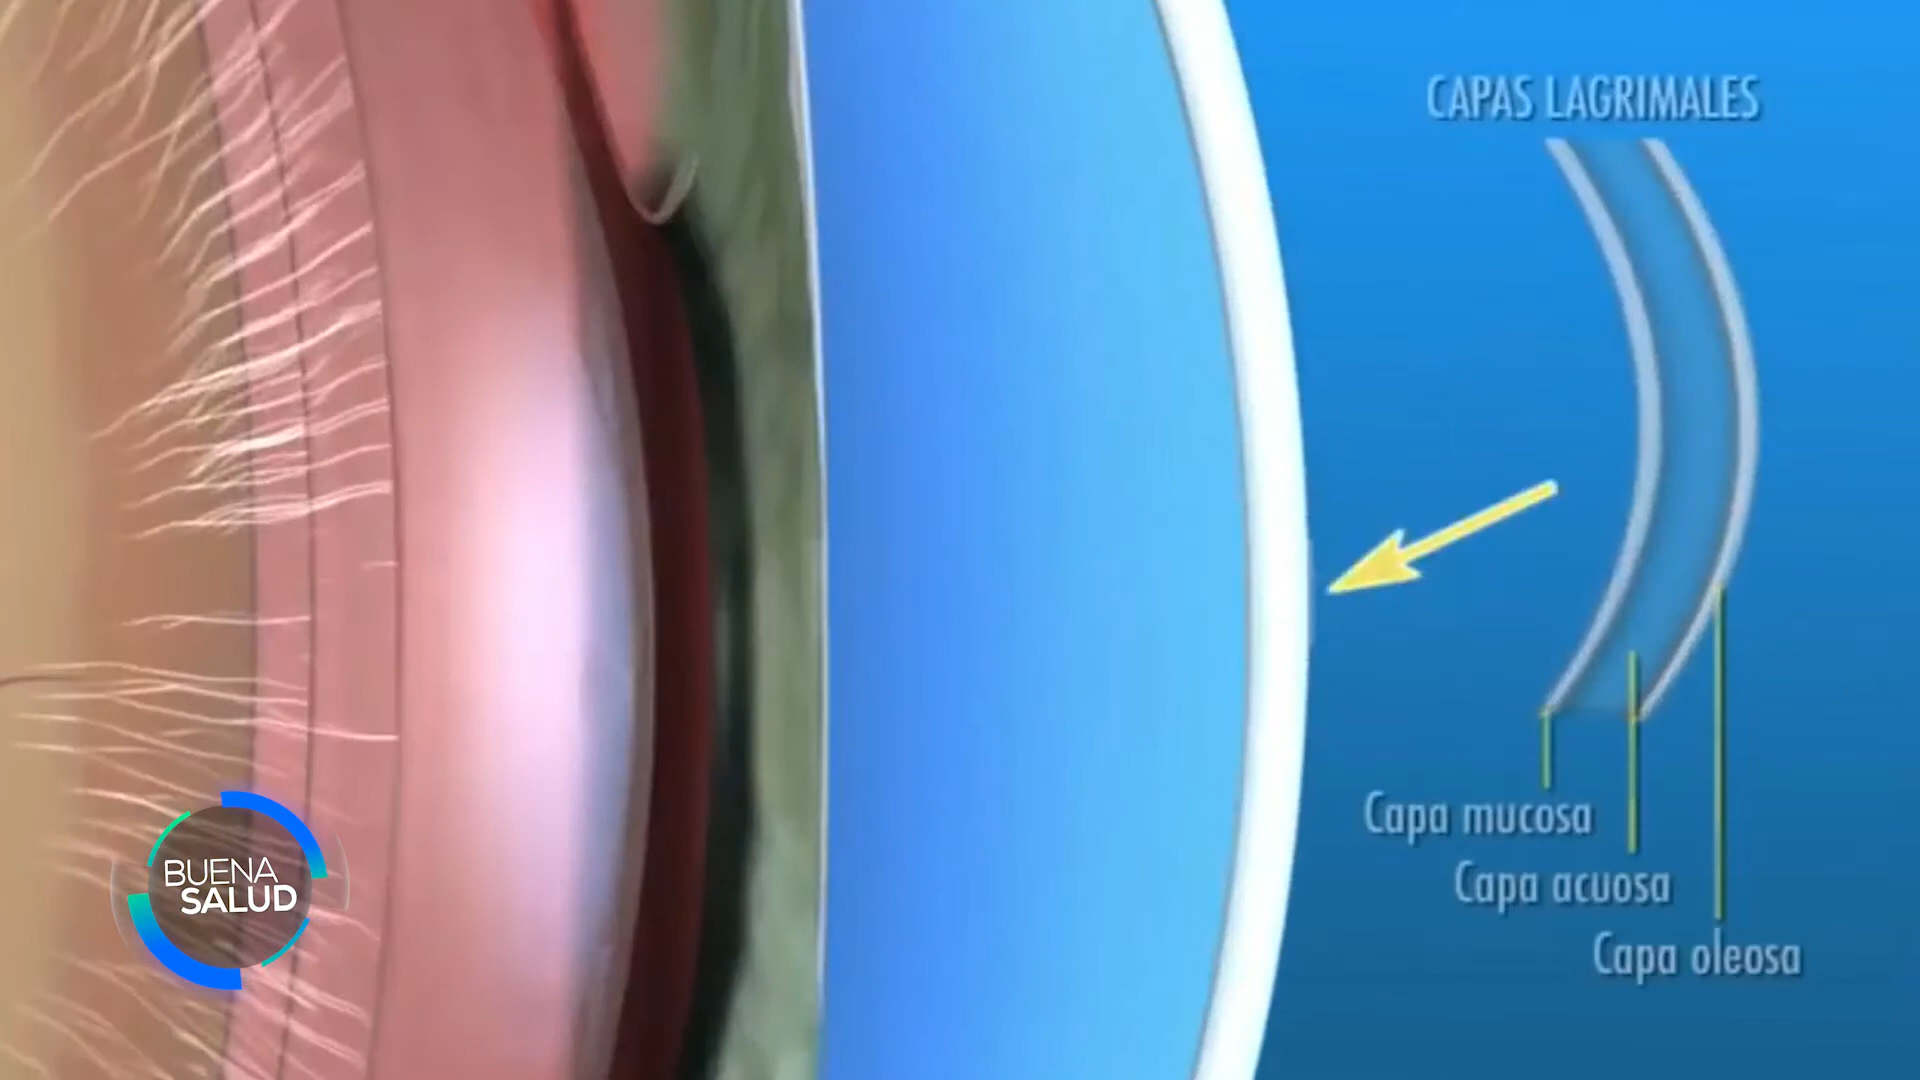 CAPAS LAGRIMALES
Capa mucosa
Capa acuosa
Capa oleosa
BUENA
SALUD